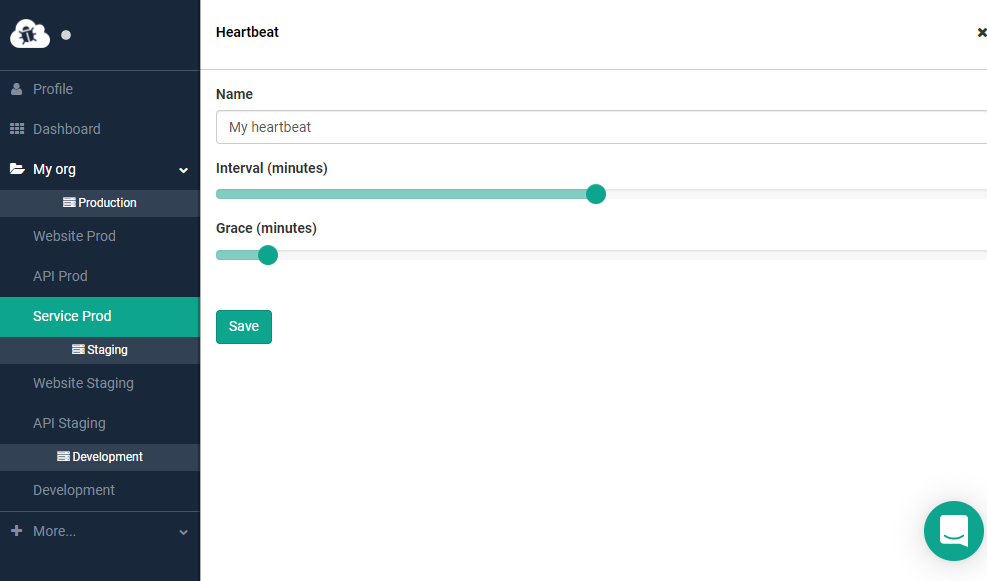 Profile
Dashboard
My org
Production
Website Prod
API Prod
Service Prod
Staging
Website Staging
API Staging
Development
Development
More...
Heartbeat
Name
My heartbeat
Interval (minutes)
Grace (minutes)
Save